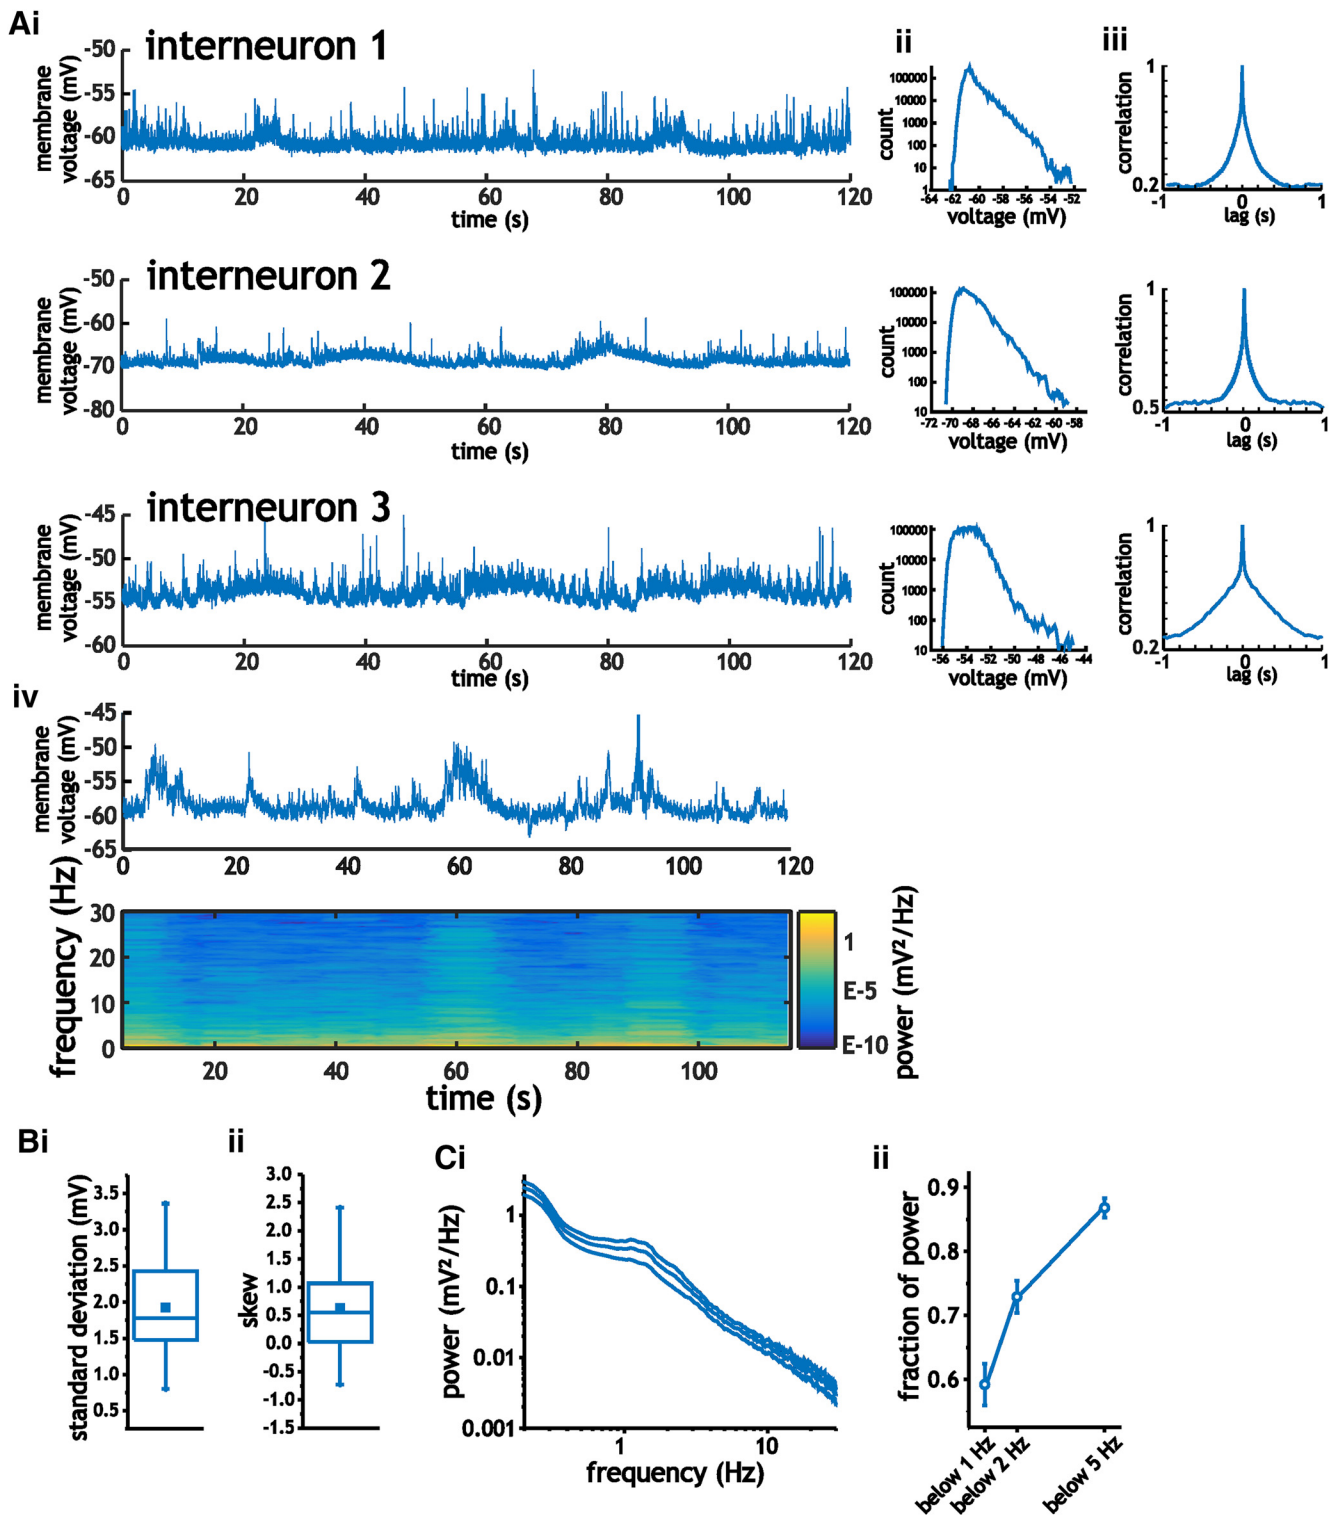 Ai
interneuron 1
ii
iii
membrane
voltage (mV)
-50
-55
-60
-65
0 20 40 60 80 100 120
time (s)
count
100000
10000
1000
100
10
1
-64 -62 -60 -58 -56 -54 -52
voltage (mV)
correlation
1
0.2
-1 0 1
lag (s)
interneuron 2
membrane
voltage (mV)
-50
-60
-70
-80
0 20 40 60 80 100 120
time (s)
count
100000
10000
1000
100
10
-72 -70 -68 -66 -64 -62 -60 -58
voltage (mV)
correlation
1
0.5
-1 0 1
lag (s)
interneuron 3
membrane
voltage (mV)
-45
-50
-55
-60
0 20 40 60 80 100 120
time (s)
count
100000
10000
1000
100
10
-56 -54 -52 -50 -48 -46 -44
voltage (mV)
correlation
1
0.2
-1 0 1
lag (s)
iv
membrane
voltage (mV)
-45
-50
-55
-60
-65
0 20 40 60 80 100 120
frequency (Hz)
30
20
10
0
20 40 60 80 100
time (s)
1
E-5
E-10
power (mV²/Hz)
Bi
standard deviation (mV)
3.5
3.0
2.5
2.0
1.5
1.0
0.5
ii
skew
3.0
2.5
2.0
1.5
1.0
0.5
0.0
-0.5
-1.0
-1.5
Ci
power (mV²/Hz)
1
0.1
0.01
0.001
1 10
frequency (Hz)
ii
fraction of power
0.9
0.8
0.7
0.6
below 1 Hz
below 2 Hz
below 5 Hz